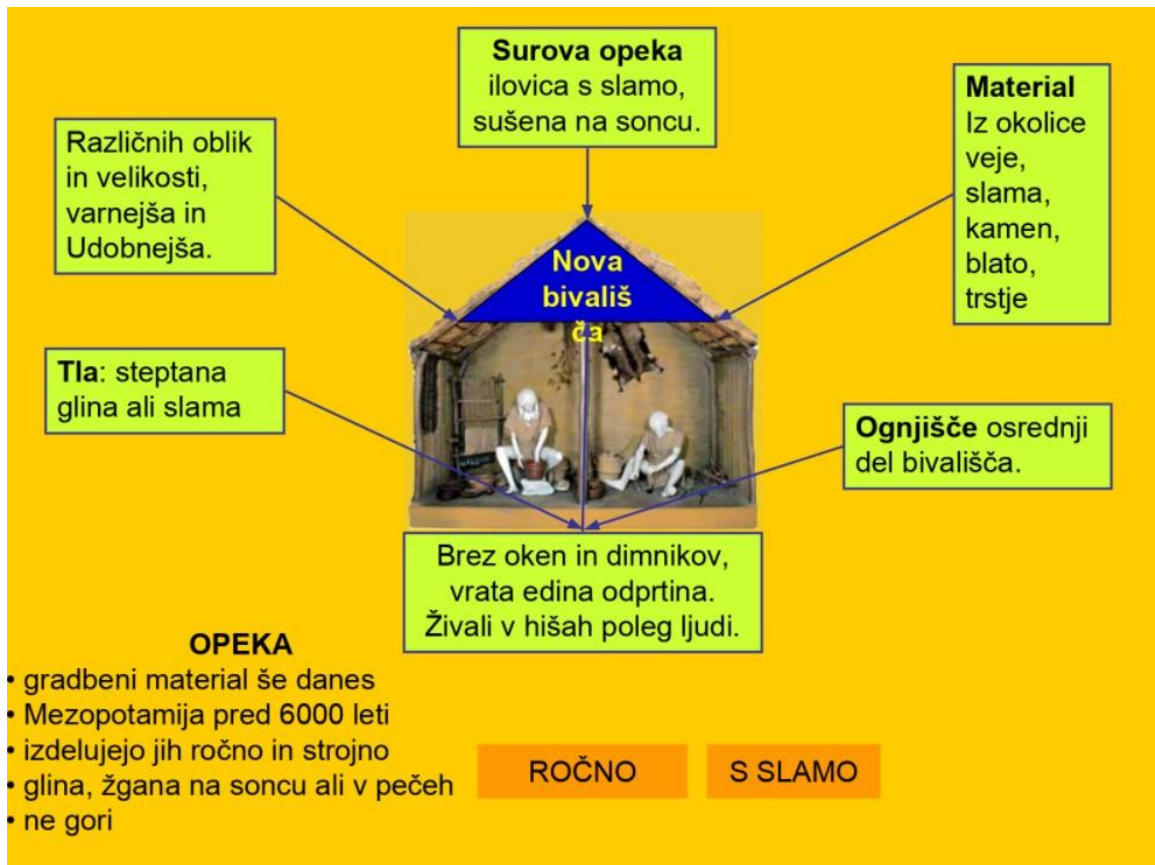 Surova opeka
ilovica s slamo,
sušena na soncu.
Material
Iz okolice
veje,
slama,
kamen,
blato,
trstje
Različnih oblik
in velikosti,
varnejša in
Udobnejša.
Nova
bivališ
ča
Tla: steptana
glina ali slama
Ognjišče osrednji
del bivališča.
Brez oken in dimnikov,
vrata edina odprtina.
Živali v hišah poleg ljudi.
OPEKA
• gradbeni material še danes
• Mezopotamija pred 6000 leti
• izdelujejo jih ročno in strojno
• glina, žgana na soncu ali v pečeh
• ne gori
ROČNO
S SLAMO